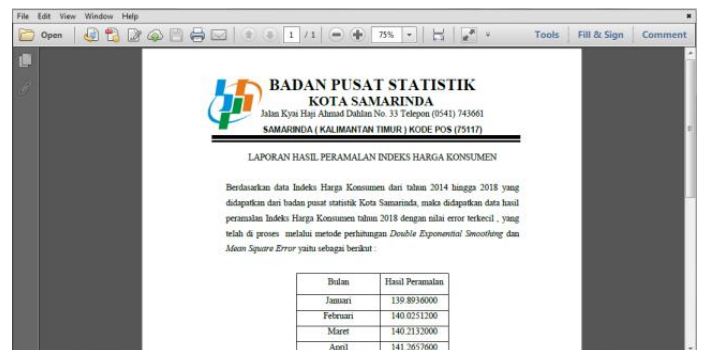 File Edit View Window Help
Open 1 / 1 75% Tools Fill & Sign Comment
BADAN PUSAT STATISTIK
KOTA SAMARINDA
Jalan Kyai Haji Ahmad Dahlan No. 33 Telepon (0541) 743661
SAMARINDA ( KALIMANTAN TIMUR ) KODE POS (75117)
LAPORAN HASIL PERAMALAN INDEKS HARGA KONSUMEN
Berdasarkan data Indeks Harga Konsumen dari tahun 2014 hingga 2018 yang
didapatkan dari badan pusat statistik Kota Samarinda, maka didapatkan data hasil
peramalan Indeks Harga Konsumen tahun 2018 dengan nilai error terkecil , yang
telah di proses melalui metode perhitungan Double Exponential Smoothing dan
Mean Square Error yaitu sebagai berikut :
Bulan Hasil Peramalan
Januari 139.8936000
Februari 140.0251200
Maret 140.2132000
April 141.2657600